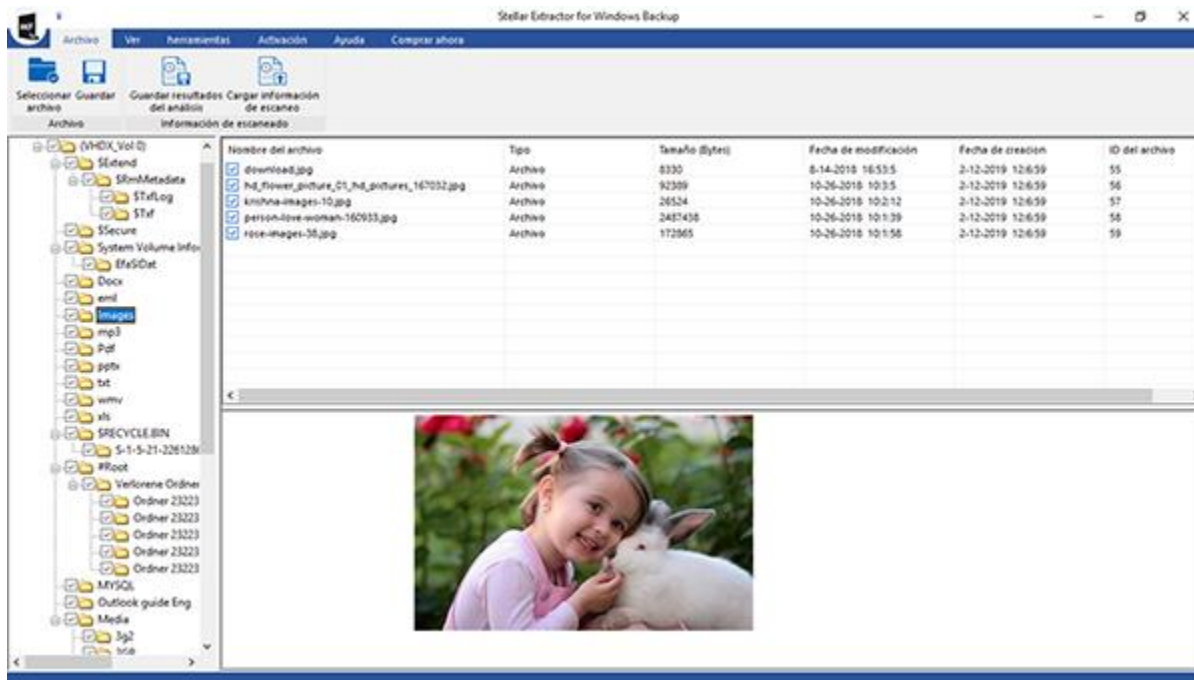 Stellar Extractor for Windows Backup
Archivo Ver herramientas Activación Ayuda Comprar ahora
Seleccionar archivo
Guardar
Guardar resultados del análisis
Cargar información de escaneo
Archivo
Información de escaneado
(VHDX_Vol 0)
$Extend
$RmMetadata
$TxfLog
$Txf
$Secure
System Volume Infor
EfaSIDat
Docx
eml
Images
mp3
Pdf
pptx
txt
wmv
xls
$RECYCLE.BIN
S-1-5-21-2261286
#Root
Verlorene Ordner
Ordner 23223
Ordner 23223
Ordner 23223
Ordner 23223
Ordner 23223
MYSQL
Outlook guide Eng
Media
3g2
Nombre del archivo Tipo Tamaño (Bytes) Fecha de modificación Fecha de creacion ID del archivo
download.jpg Archivo 8330 8-14-2018 16:53:5 2-12-2019 12:6:59 55
hd_flower_picture_01_hd_pictures_167032.jpg Archivo 92389 10-26-2018 10:3:5 2-12-2019 12:6:59 56
krishna-images-10.jpg Archivo 26524 10-26-2018 10:2:12 2-12-2019 12:6:59 57
person-love-woman-160933.jpg Archivo 2487438 10-26-2018 10:1:39 2-12-2019 12:6:59 58
rose-images-38.jpg Archivo 172865 10-26-2018 10:1:58 2-12-2019 12:6:59 59